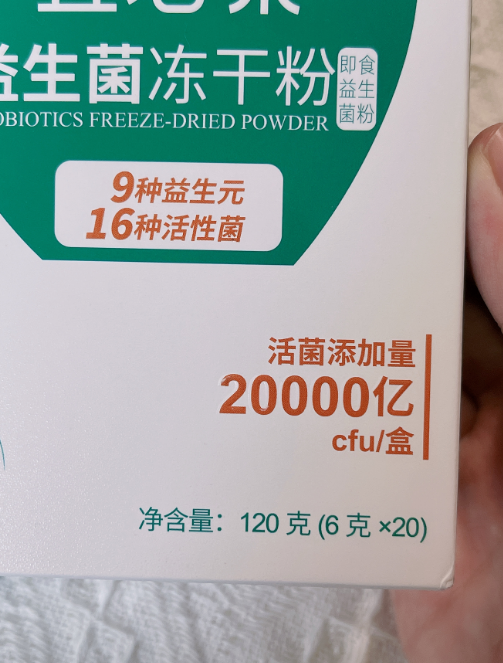 益生菌冻干粉
即食益生菌粉
OBIOTICS FREEZE-DRIED POWDER
9种益生元
16种活性菌
活菌添加量
20000亿
cfu/盒
净含量：120 克 (6 克 ×20)